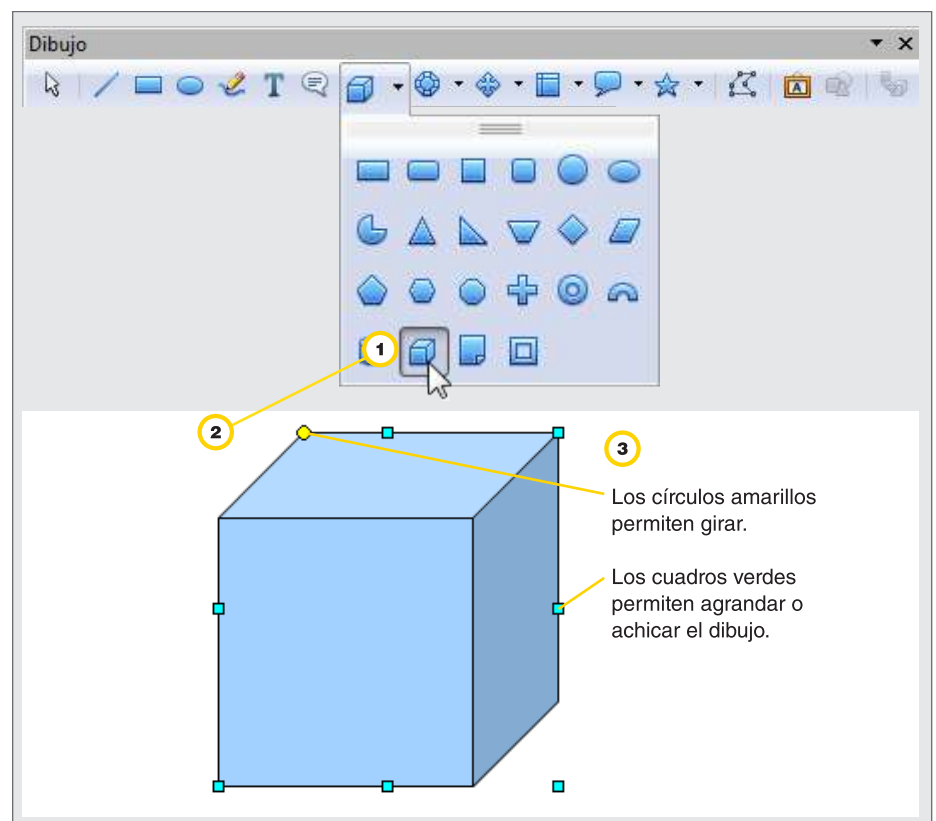 Dibujo
T
A
1
2
3
Los círculos amarillos
permiten girar.
Los cuadros verdes
permiten agrandar o
achicar el dibujo.